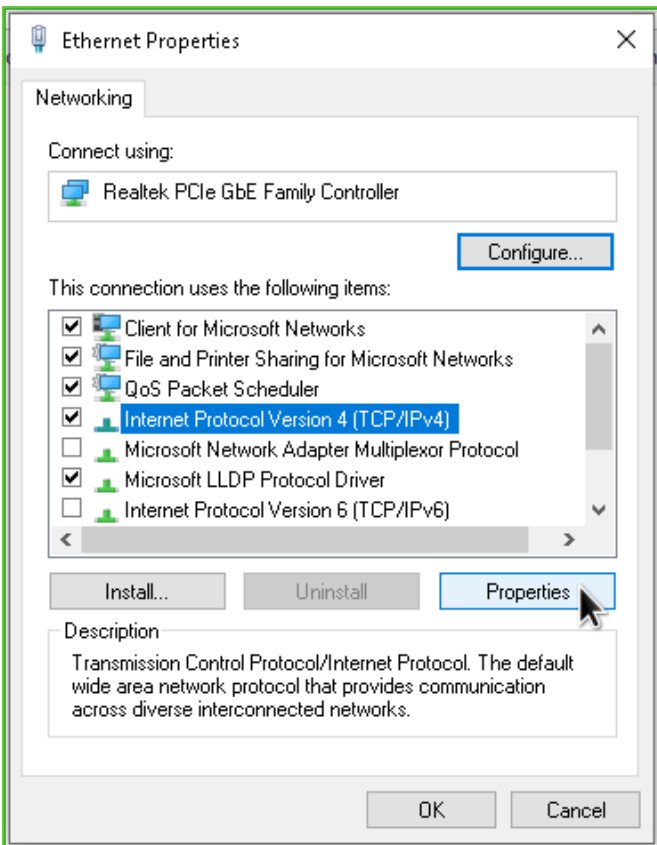 Ethernet Properties
Networking
Connect using:
Realtek PCIe GbE Family Controller
Configure...
This connection uses the following items:
Client for Microsoft Networks
File and Printer Sharing for Microsoft Networks
QoS Packet Scheduler
Internet Protocol Version 4 (TCP/IPv4)
Microsoft Network Adapter Multiplexor Protocol
Microsoft LLDP Protocol Driver
Internet Protocol Version 6 (TCP/IPv6)
Install...
Uninstall
Properties
Description
Transmission Control Protocol/Internet Protocol. The default
wide area network protocol that provides communication
across diverse interconnected networks.
OK
Cancel